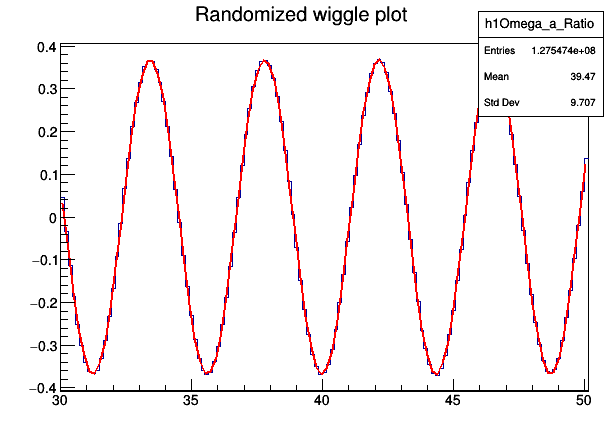 Randomized wiggle plot
h1Omega_a_Ratio
Entries 1.275474e+08
Mean 39.47
Std Dev 9.707
0.4
0.3
0.2
0.1
0
−0.1
−0.2
−0.3
−0.4
30 35 40 45 50